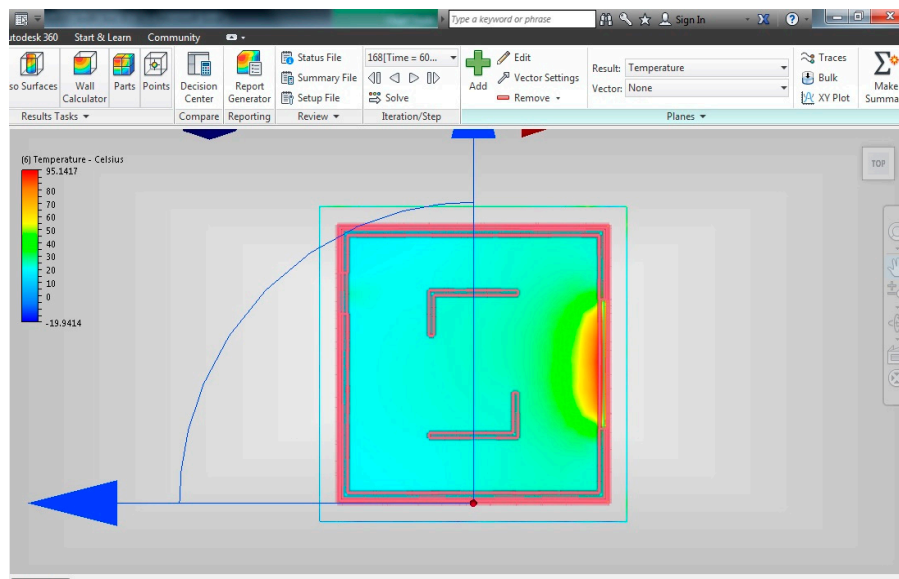 Type a keyword or phrase
Sign In
?
utodesk 360 Start & Learn Community
so Surfaces
Wall Calculator
Parts
Points
Decision Center
Report Generator
Status File
Summary File
Setup File
168[Time = 60...
Solve
Add
Edit
Vector Settings
Remove
Result: Temperature
Vector: None
Traces
Bulk
XY Plot
Make
Summa
Results Tasks
Compare
Reporting
Review
Iteration/Step
Planes
(6) Temperature - Celsius
95.1417
80
70
60
50
40
30
20
10
0
-19.9414
TOP